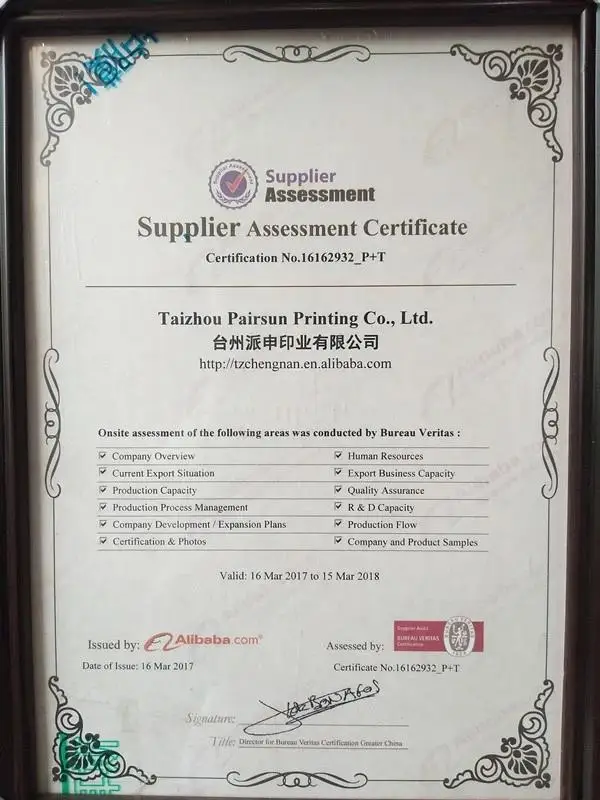 Supplier Assessment
Supplier
Assessment
Supplier Assessment Certificate
Certification No.16162932_P+T
Taizhou Pairsun Printing Co., Ltd.
台州派申印业有限公司
http://tzchengnan.en.alibaba.com
Onsite assessment of the following areas was conducted by Bureau Veritas :
Company Overview Human Resources
Current Export Situation Export Business Capacity
Production Capacity Quality Assurance
Production Process Management R & D Capacity
Company Development / Expansion Plans Production Flow
Certification & Photos Company and Product Samples
Valid: 16 Mar 2017 to 15 Mar 2018
Issued by: Alibaba.com® Assessed by: Supplier Audit
BUREAU VERITAS
Certification
Date of Issue: 16 Mar 2017 Certificate No.16162932_P+T
Signature:
Title: Director for Bureau Veritas Certification Greater China